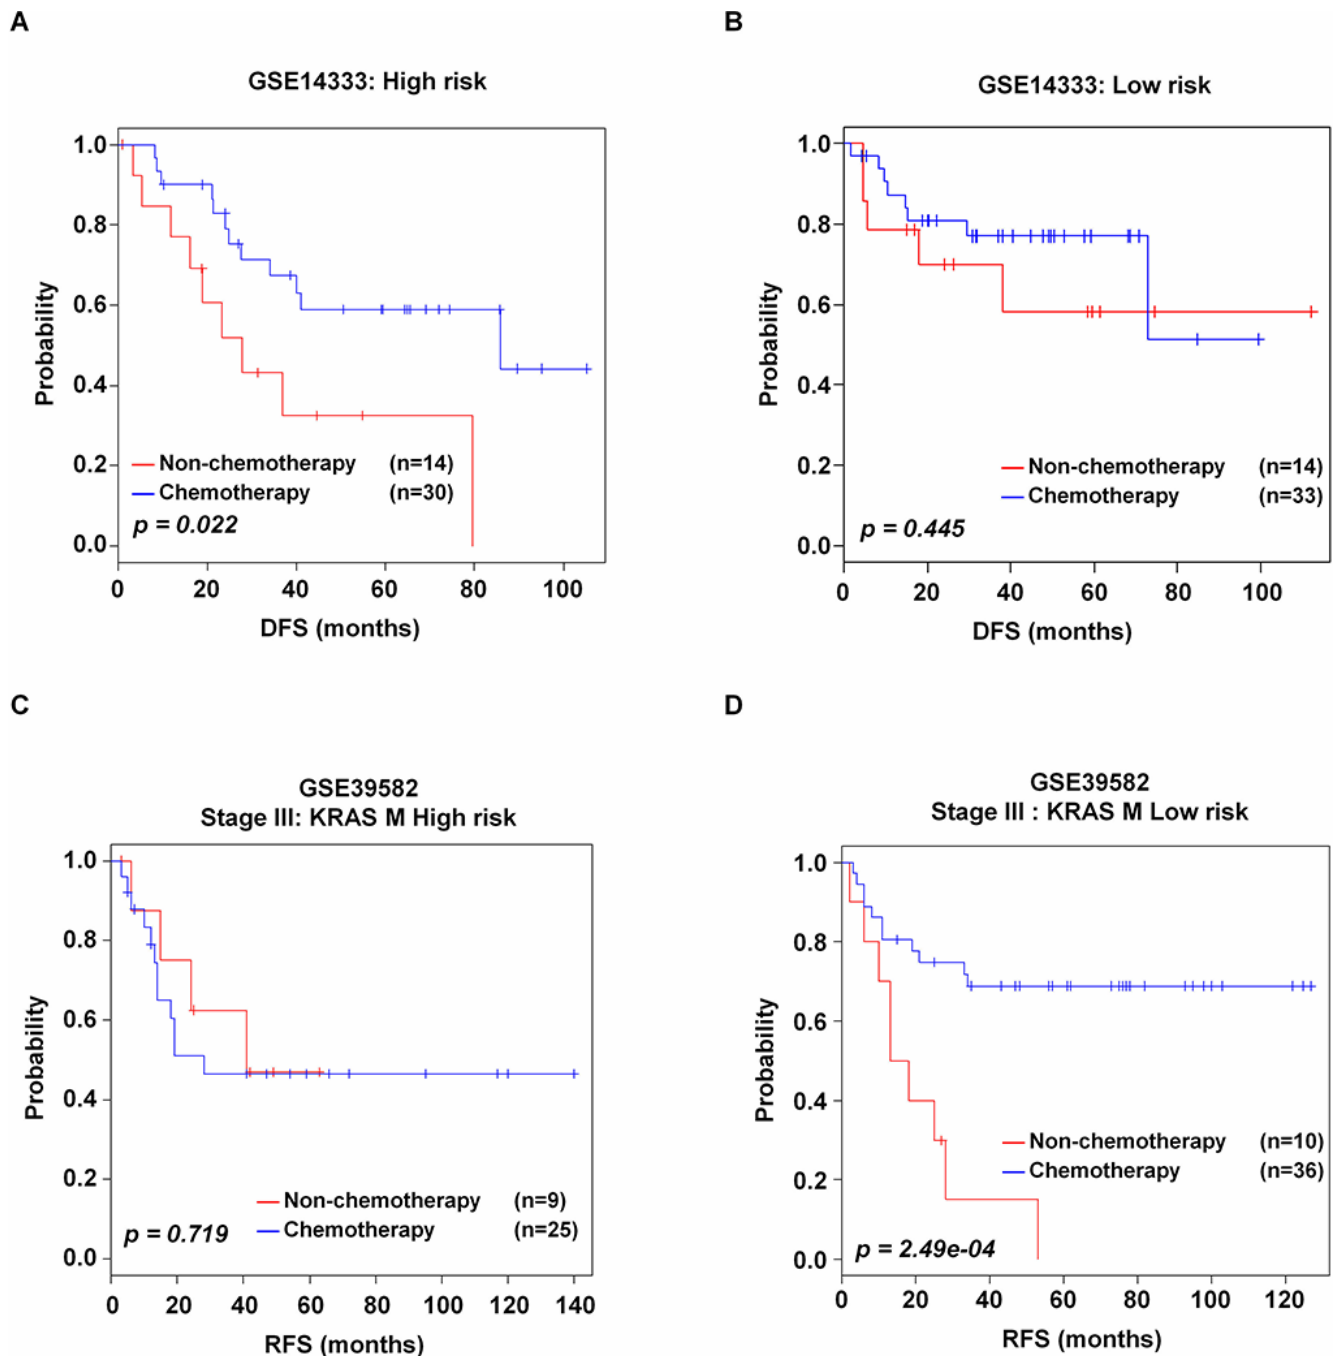 A
GSE14333: High risk
1.0
0.8
0.6
0.4
0.2
0.0
Probability
Non-chemotherapy (n=14)
Chemotherapy (n=30)
p = 0.022
0 20 40 60 80 100
DFS (months)
B
GSE14333: Low risk
1.0
0.8
0.6
0.4
0.2
0.0
Probability
Non-chemotherapy (n=14)
Chemotherapy (n=33)
p = 0.445
0 20 40 60 80 100
DFS (months)
C
GSE39582
Stage III: KRAS M High risk
1.0
0.8
0.6
0.4
0.2
0.0
Probability
Non-chemotherapy (n=9)
Chemotherapy (n=25)
p = 0.719
0 20 40 60 80 100 120 140
RFS (months)
D
GSE39582
Stage III : KRAS M Low risk
1.0
0.8
0.6
0.4
0.2
0.0
Probability
Non-chemotherapy (n=10)
Chemotherapy (n=36)
p = 2.49e-04
0 20 40 60 80 100 120
RFS (months)